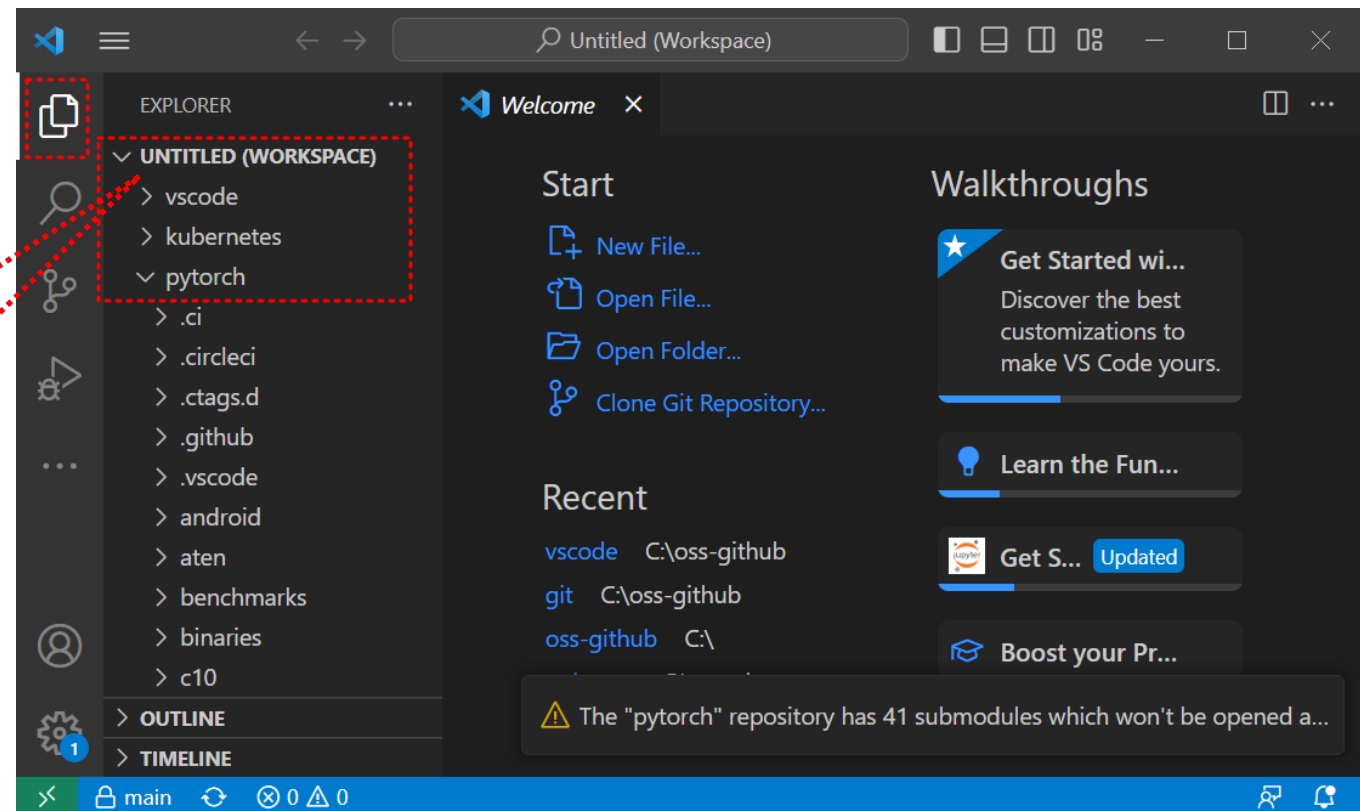 Untitled (Workspace)
EXPLORER
Welcome
UNTITLED (WORKSPACE)
vscode
kubernetes
pytorch
.ci
.circleci
.ctags.d
.github
.vscode
android
aten
benchmarks
binaries
c10
OUTLINE
TIMELINE
Start
New File...
Open File...
Open Folder...
Clone Git Repository...
Recent
vscode C:\oss-github
git C:\oss-github
oss-github C:\
Walkthroughs
Get Started wi...
Discover the best
customizations to
make VS Code yours.
Learn the Fun...
jupyter
Get S... Updated
Boost your Pr...
The "pytorch" repository has 41 submodules which won't be opened a...
1
main 0 0